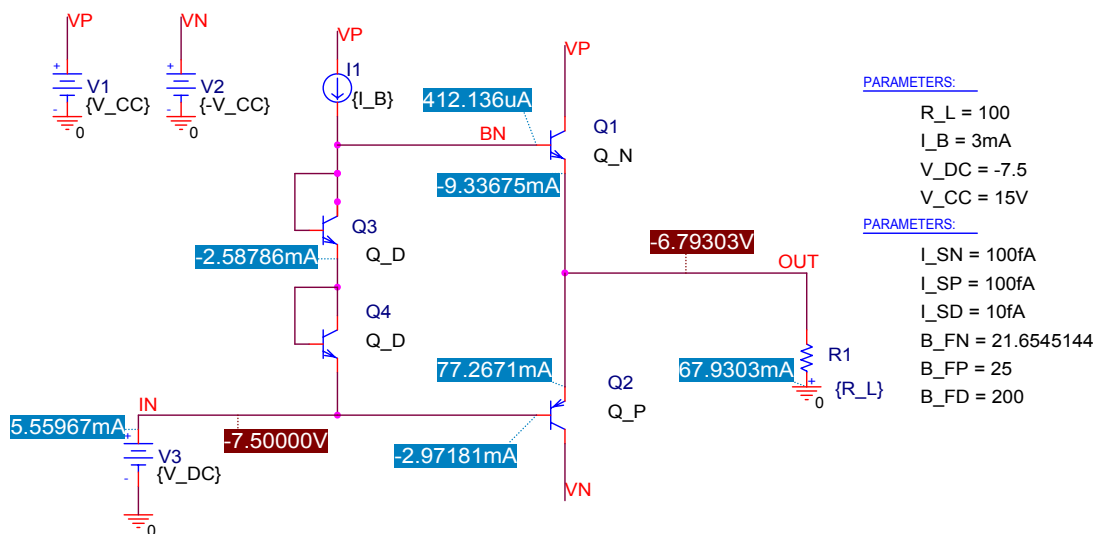 VP
VN
+
V1
{V_CC}
-
0
+
V2
{-V_CC}
-
0
VP
I1
{I_B}
412.136uA
BN
VP
Q1
Q_N
-9.33675mA
Q3
Q_D
-2.58786mA
Q4
Q_D
-6.79303V
OUT
77.2671mA
Q2
Q_P
-2.97181mA
VN
67.9303mA
R1
+
{R_L}
0
IN
5.55967mA
-7.50000V
+
V3
{V_DC}
-
0
PARAMETERS:
R_L = 100
I_B = 3mA
V_DC = -7.5
V_CC = 15V
PARAMETERS:
I_SN = 100fA
I_SP = 100fA
I_SD = 10fA
B_FN = 21.6545144
B_FP = 25
B_FD = 200